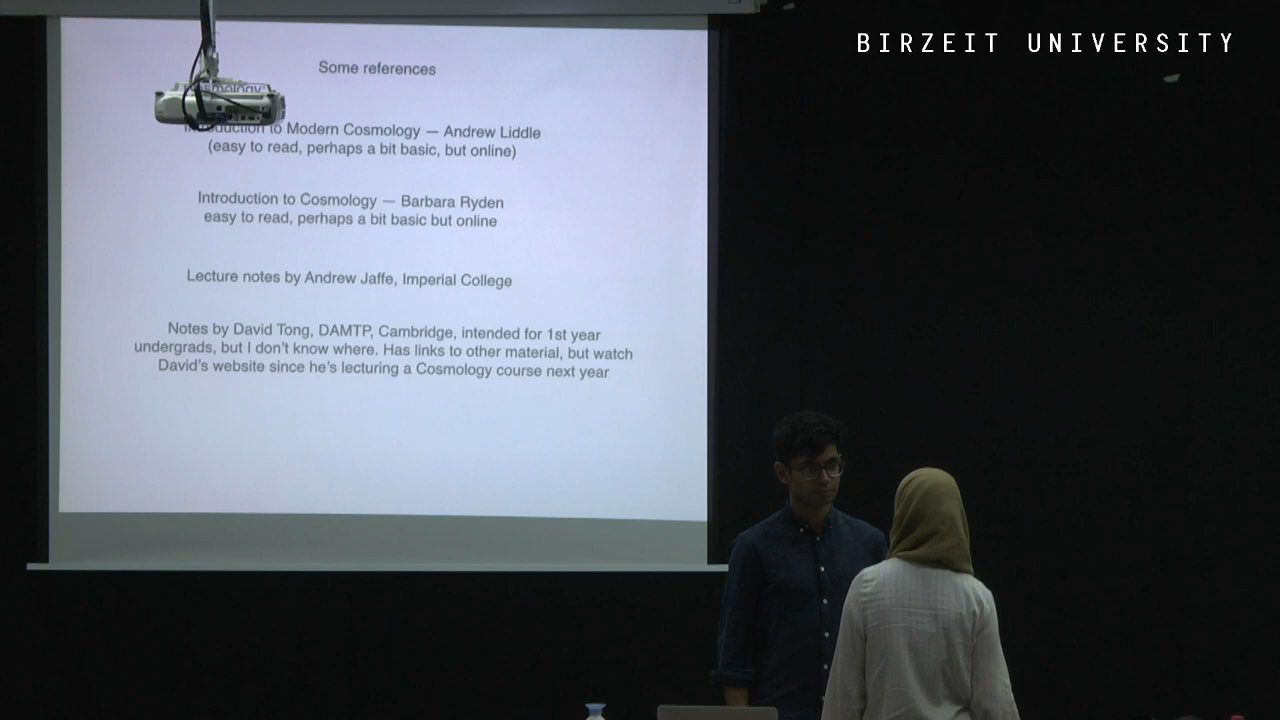 BIRZEIT UNIVERSITY
Some references
Cosmology:
Introduction to Modern Cosmology — Andrew Liddle
(easy to read, perhaps a bit basic, but online)
Introduction to Cosmology — Barbara Ryden
easy to read, perhaps a bit basic but online
Lecture notes by Andrew Jaffe, Imperial College
Notes by David Tong, DAMTP, Cambridge, intended for 1st year
undergrads, but I don't know where. Has links to other material, but watch
David's website since he's lecturing a Cosmology course next year